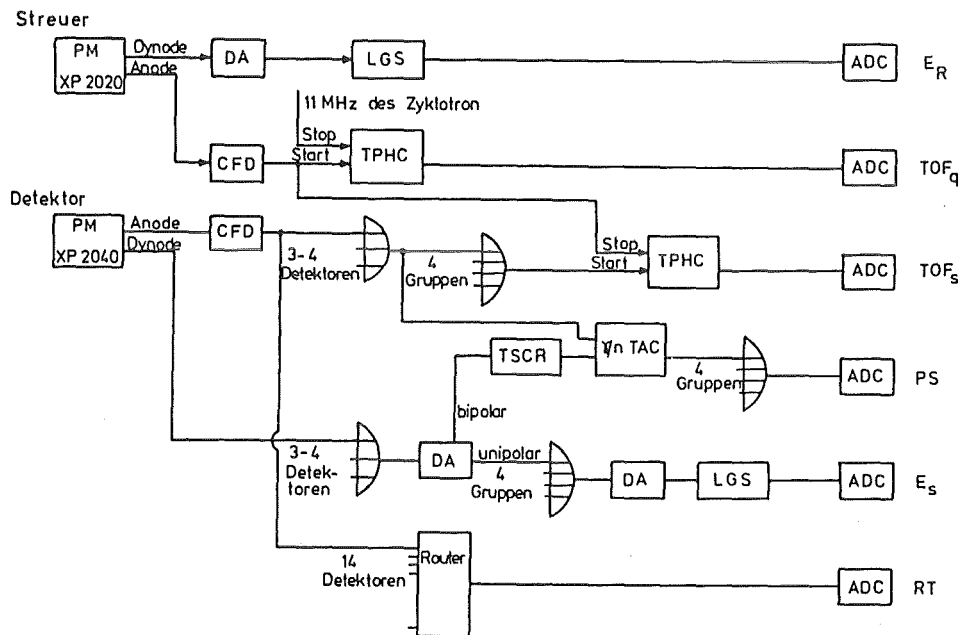 Streuer
PM
XP 2020
Dynode
Anode
DA
LGS
ADC
E_R
11 MHz des Zyklotron
Stop
Start
CFD
TPHC
ADC
TOF_q
Detektor
PM
XP 2040
Anode
Dynode
CFD
3-4
Detektoren
4
Gruppen
Stop
Start
TPHC
ADC
TOF_s
TSCR
γ/n TAC
4
Gruppen
ADC
PS
bipolar
3-4
Detek-
toren
DA
unipolar
4
Gruppen
DA
LGS
ADC
E_s
14
Detektoren
Router
ADC
RT